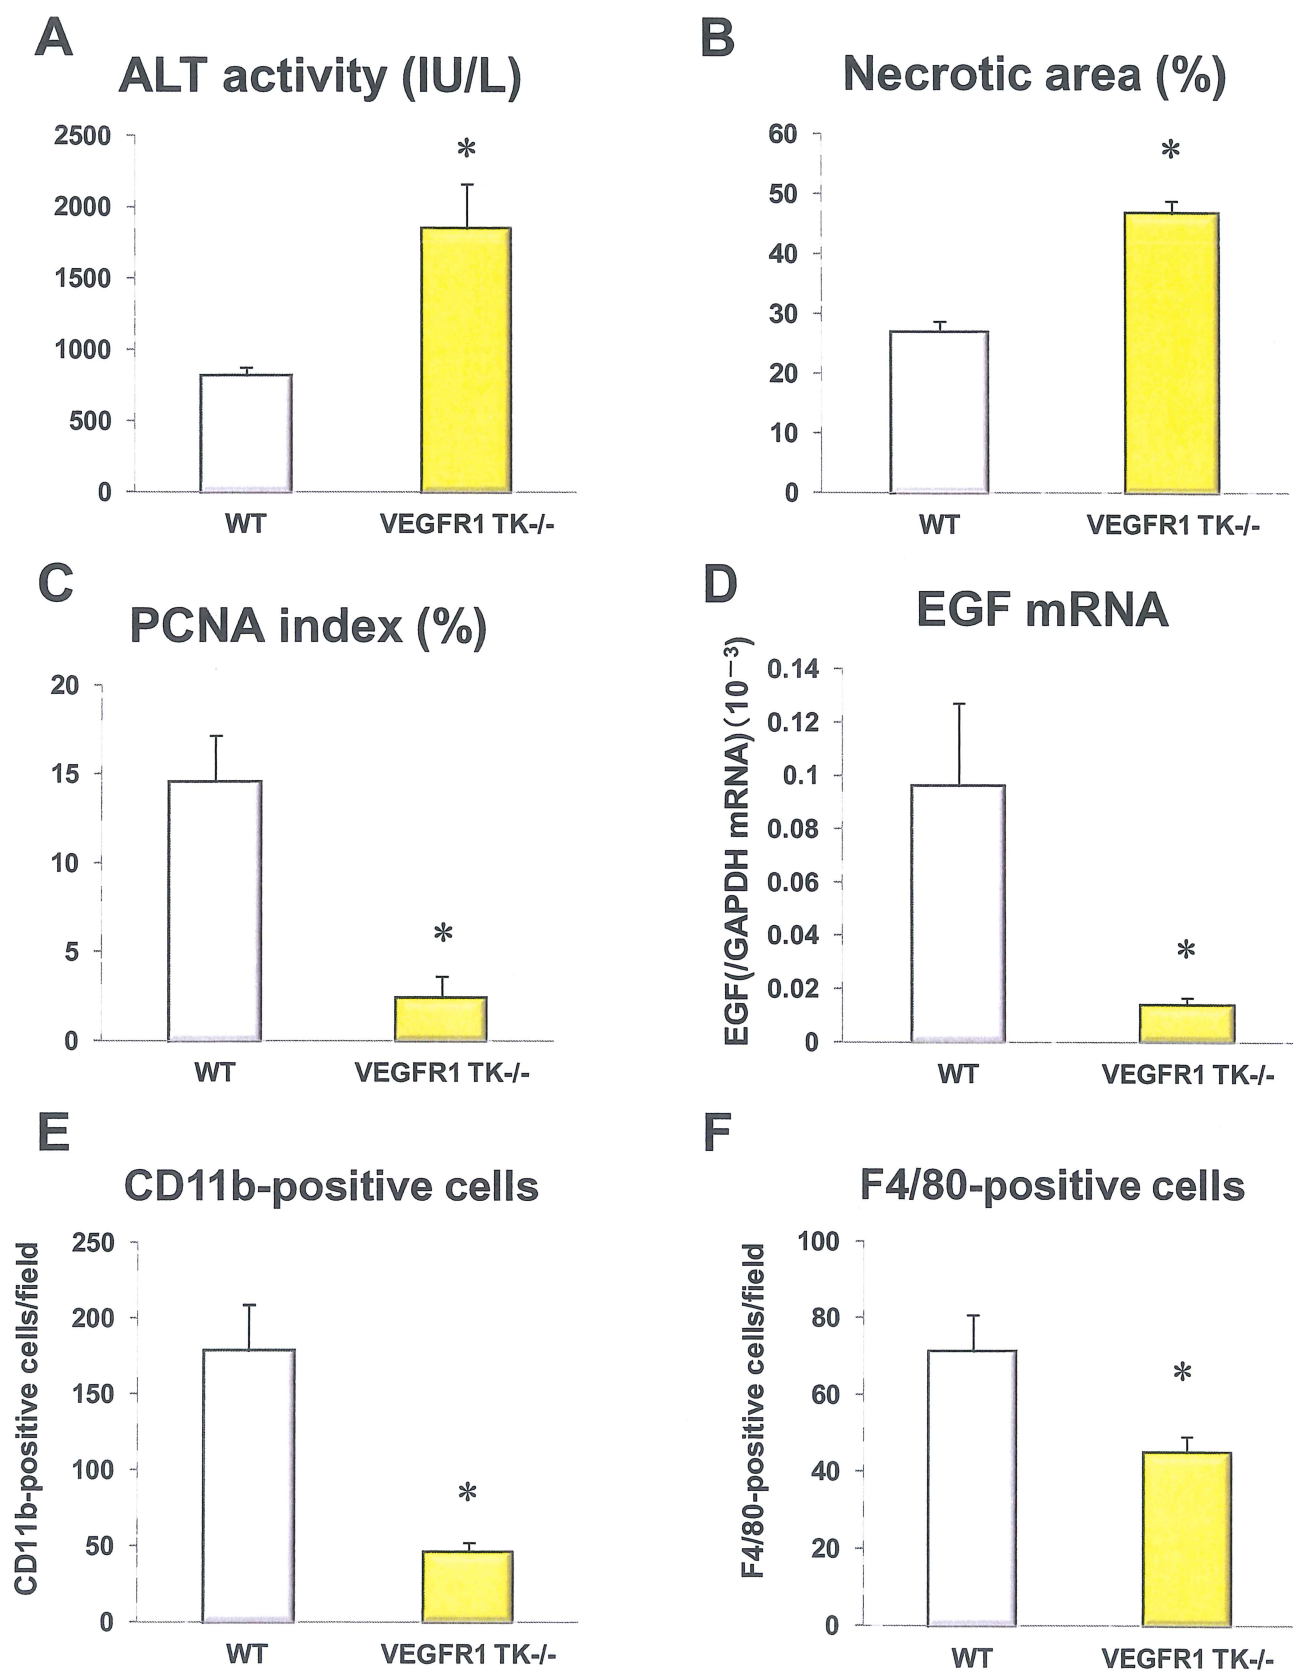 A
ALT activity (IU/L)
2500
2000
1500
1000
500
0
*
WT
VEGFR1 TK-/-
B
Necrotic area (%)
60
50
40
30
20
10
0
*
WT
VEGFR1 TK-/-
C
PCNA index (%)
20
15
10
5
0
*
WT
VEGFR1 TK-/-
D
EGF mRNA
EGF(/GAPDH mRNA)(10⁻³)
0.14
0.12
0.1
0.08
0.06
0.04
0.02
0
*
WT
VEGFR1 TK-/-
E
CD11b-positive cells
CD11b-positive cells/field
250
200
150
100
50
0
*
WT
VEGFR1 TK-/-
F
F4/80-positive cells
F4/80-positive cells/field
100
80
60
40
20
0
*
WT
VEGFR1 TK-/-